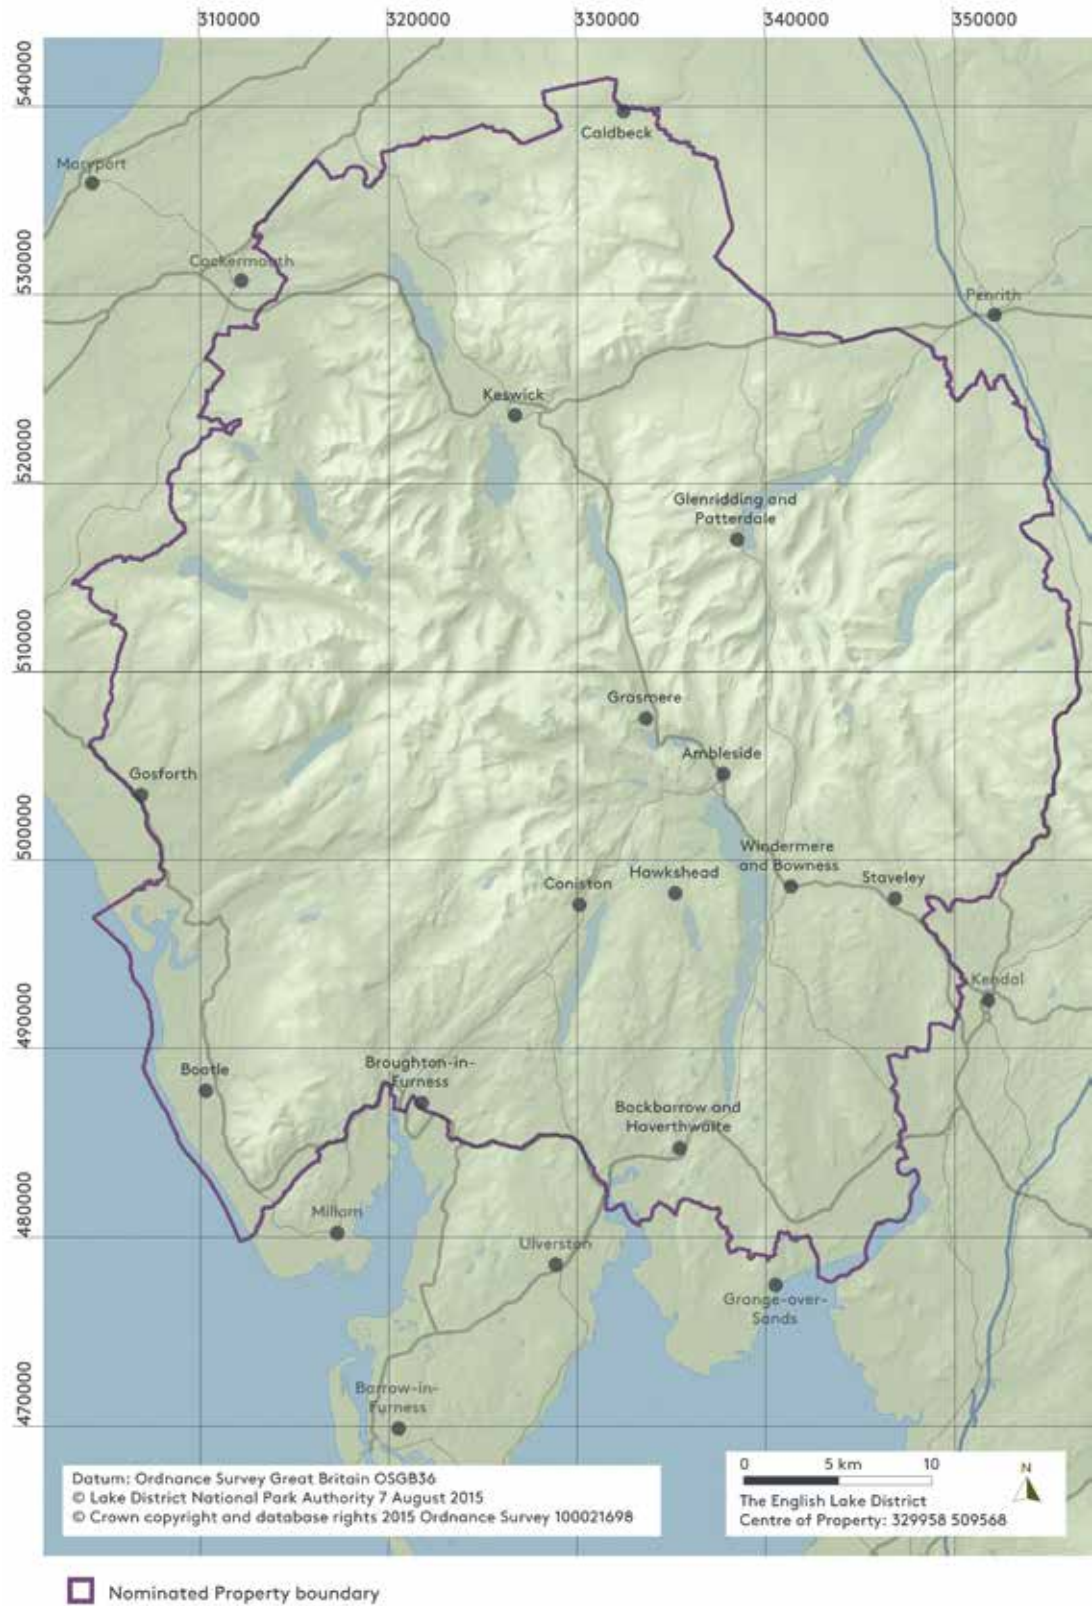 310000
320000
330000
340000
350000
540000
530000
520000
510000
500000
490000
480000
470000
Caldbeck
Maryport
Cockermouth
Penrith
Keswick
Glenridding and
Patterdale
Grasmere
Ambleside
Gosforth
Windermere
and Bowness
Staveley
Hawkshead
Coniston
Kendal
Bootle
Broughton-in-
Furness
Backbarrow and
Haverthwaite
Millom
Ulverston
Grange-over-
Sands
Barrow-in-
Furness
Datum: Ordnance Survey Great Britain OSGB36
© Lake District National Park Authority 7 August 2015
© Crown copyright and database rights 2015 Ordnance Survey 100021698
0 5 km 10
N
The English Lake District
Centre of Property: 329958 509568
Nominated Property boundary